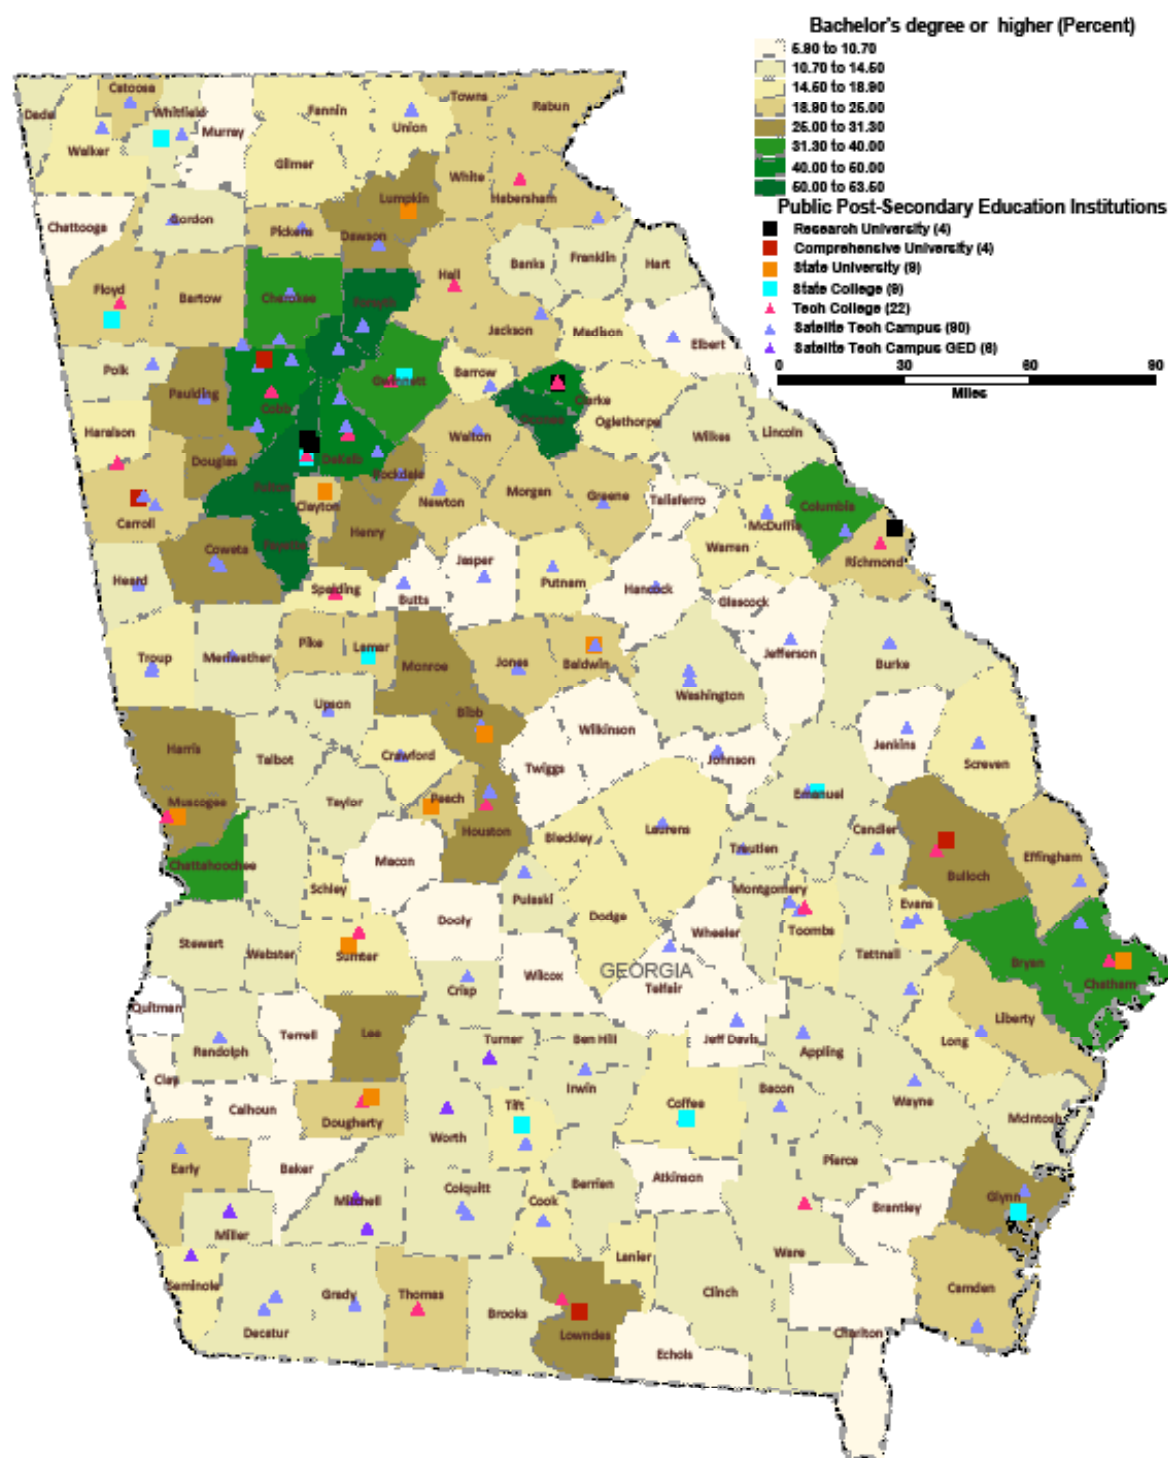 Bachelor's degree or higher (Percent)
5.90 to 10.70
10.70 to 14.50
14.50 to 18.90
18.90 to 25.00
25.00 to 31.30
31.30 to 40.00
40.00 to 50.00
50.00 to 53.50
Public Post-Secondary Education Institutions
Research University (4)
Comprehensive University (4)
State University (9)
State College (9)
Tech College (22)
Satelite Tech Campus (90)
Satelite Tech Campus GED (6)
0 30 60 90
Miles
Dade Catoosa Whitfield Murray Fannin Union Towns Rabun
Walker Gilmer White Habersham Lumpkin
Chattooga Gordon Pickens Dawson Hall Banks Franklin Hart
Floyd Bartow Cherokee Forsyth Jackson Madison Elbert
Polk Paulding Cobb Gwinnett Barrow Clarke Oconee Oglethorpe
Haralson Douglas DeKalb Walton Wilkes Lincoln
Carroll Fulton Clayton Rockdale Newton Morgan Greene Taliaferro McDuffie Columbia
Heard Coweta Fayette Henry Jasper Putnam Hancock Warren Richmond
Spalding Butts Glascock
Troup Meriwether Pike Lamar Monroe Jones Baldwin Washington Jefferson Burke
Harris Talbot Upson Crawford Bibb Twiggs Wilkinson Johnson Jenkins Screven
Muscogee Taylor Peach Houston Bleckley Laurens Emanuel
Chattahoochee Schley Macon Pulaski Treutlen Candler Bulloch Effingham
Stewart Webster Sumter Dooly Dodge Wheeler Montgomery Toombs Tattnall Evans Bryan Chatham
GEORGIA
Quitman Randolph Terrell Lee Crisp Wilcox Telfair Jeff Davis Appling Long Liberty
Clay Calhoun Dougherty Worth Turner Tift Ben Hill Irwin Coffee Bacon Wayne McIntosh
Early Baker Mitchell Colquitt Cook Berrien Atkinson Pierce Brantley Glynn
Miller Lanier Ware
Seminole Decatur Grady Thomas Brooks Lowndes Clinch Camden
Echols Charlton